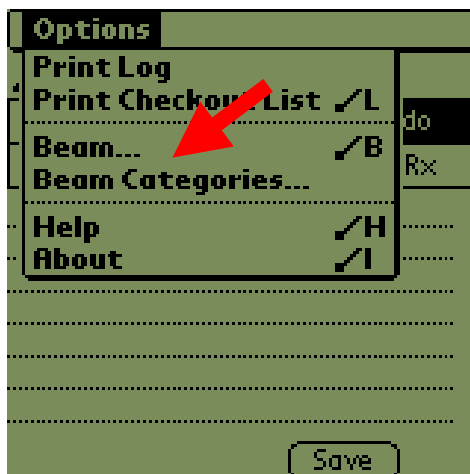 Options
Print Log
Print Checkout List /L
do
Beam... /B
Rx
Beam Categories...
Help /H
About /I
Save